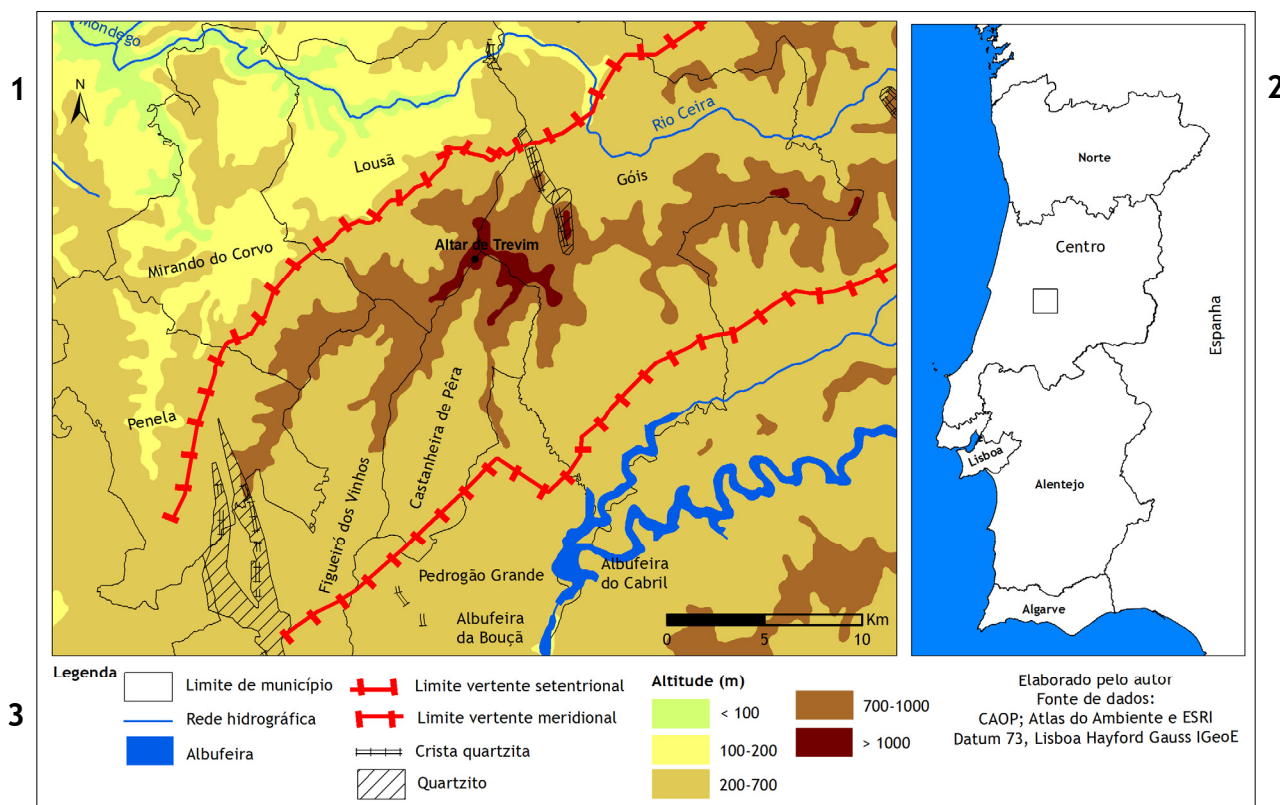 1
2
3
Mondego
N
Rio Ceira
Lousã
Góis
Altar de Trevim
Mirando do Corvo
Penela
Castanheira de Pêra
Figueiró dos Vinhos
Pedrogão Grande
Albufeira
do Cabril
Albufeira
da Bouçã
Km
0 5 10
Norte
Centro
Espanha
Lisboa
Alentejo
Algarve
Legenda
Limite de município
Rede hidrográfica
Albufeira
Limite vertente setentrional
Limite vertente meridional
Crista quartzita
Quartzito
Altitude (m)
< 100
100-200
200-700
700-1000
> 1000
Elaborado pelo autor
Fonte de dados:
CAOP; Atlas do Ambiente e ESRI
Datum 73, Lisboa Hayford Gauss IGeoE